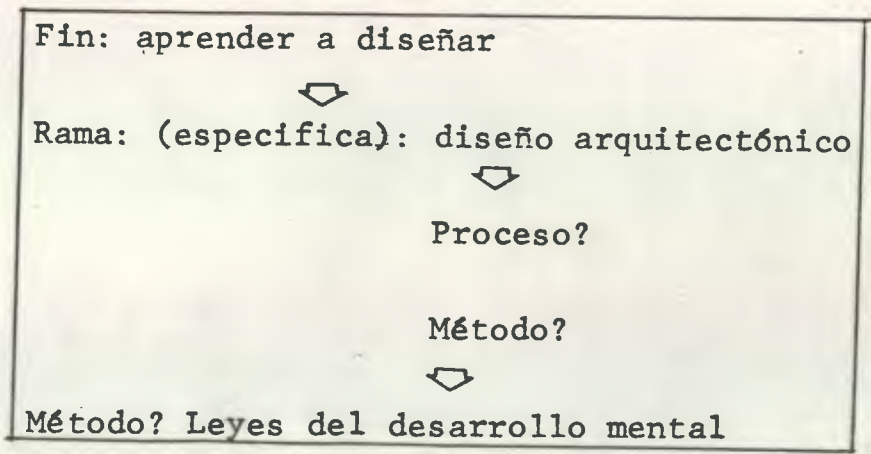 Fin: aprender a diseñar
Rama: (especifica): diseño arquitectónico
Proceso?
Método?
Método? Leyes del desarrollo mental